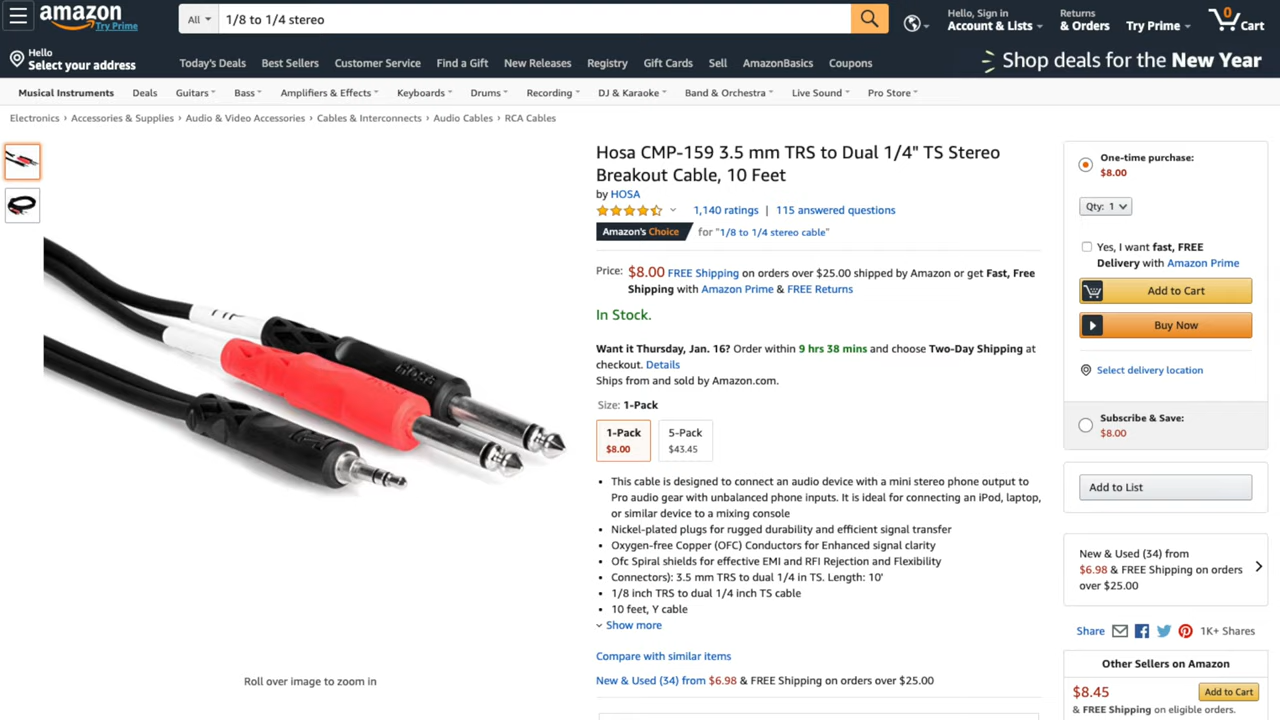 amazon
Try Prime
All
1/8 to 1/4 stereo
Hello, Sign in
Account & Lists
Returns
& Orders
Try Prime
0
Cart
Hello
Select your address
Today's Deals
Best Sellers
Customer Service
Find a Gift
New Releases
Registry
Gift Cards
Sell
AmazonBasics
Coupons
Shop deals for the New Year
Musical Instruments
Deals
Guitars
Bass
Amplifiers & Effects
Keyboards
Drums
Recording
DJ & Karaoke
Band & Orchestra
Live Sound
Pro Store
Electronics › Accessories & Supplies › Audio & Video Accessories › Cables & Interconnects › Audio Cables › RCA Cables
HOSA
Roll over image to zoom in
Hosa CMP-159 3.5 mm TRS to Dual 1/4" TS Stereo
Breakout Cable, 10 Feet
by HOSA
1,140 ratings | 115 answered questions
Amazon's Choice for "1/8 to 1/4 stereo cable"
Price: $8.00 FREE Shipping on orders over $25.00 shipped by Amazon or get Fast, Free
Shipping with Amazon Prime & FREE Returns
In Stock.
Want it Thursday, Jan. 16? Order within 9 hrs 38 mins and choose Two-Day Shipping at
checkout. Details
Ships from and sold by Amazon.com.
Size: 1-Pack
1-Pack
$8.00
5-Pack
$43.45
• This cable is designed to connect an audio device with a mini stereo phone output to
Pro audio gear with unbalanced phone inputs. It is ideal for connecting an iPod, laptop,
or similar device to a mixing console
• Nickel-plated plugs for rugged durability and efficient signal transfer
• Oxygen-free Copper (OFC) Conductors for Enhanced signal clarity
• Ofc Spiral shields for effective EMI and RFI Rejection and Flexibility
• Connectors): 3.5 mm TRS to dual 1/4 in TS. Length: 10'
• 1/8 inch TRS to dual 1/4 inch TS cable
• 10 feet, Y cable
Show more
Compare with similar items
New & Used (34) from $6.98 & FREE Shipping on orders over $25.00
One-time purchase:
$8.00
Qty: 1
Yes, I want fast, FREE
Delivery with Amazon Prime
Add to Cart
Buy Now
Select delivery location
Subscribe & Save:
$8.00
Add to List
New & Used (34) from
$6.98 & FREE Shipping on orders
over $25.00
Share
1K+ Shares
Other Sellers on Amazon
$8.45
Add to Cart
& FREE Shipping on eligible orders.